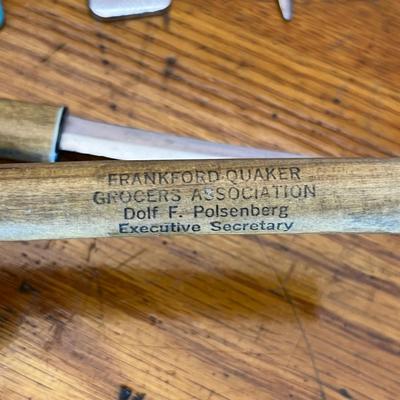 FRANKFORD QUAKER
GROCERS ASSOCIATION
Dolf F. Polsenberg
Executive Secretary